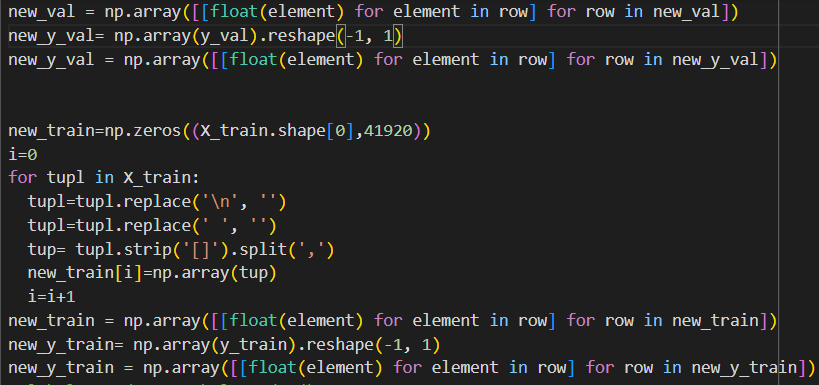 new_val = np.array([[float(element) for element in row] for row in new_val])
new_y_val= np.array(y_val).reshape(-1, 1)
new_y_val = np.array([[float(element) for element in row] for row in new_y_val])
new_train=np.zeros((X_train.shape[0],41920))
i=0
for tupl in X_train:
  tupl=tupl.replace('\n', '')
  tupl=tupl.replace(' ', '')
  tup= tupl.strip('[]').split(',')
  new_train[i]=np.array(tup)
  i=i+1
new_train = np.array([[float(element) for element in row] for row in new_train])
new_y_train= np.array(y_train).reshape(-1, 1)
new_y_train = np.array([[float(element) for element in row] for row in new_y_train])